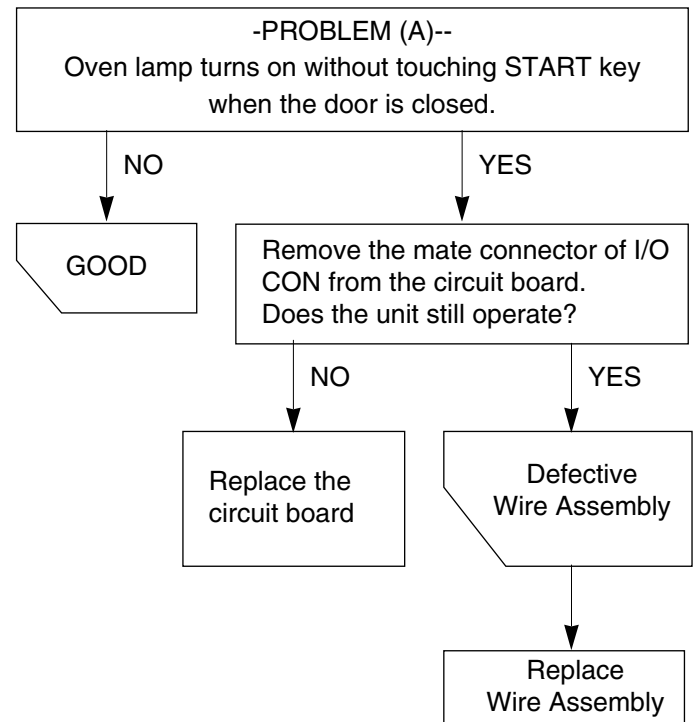 -PROBLEM (A)--
Oven lamp turns on without touching START key
when the door is closed.
NO
YES
GOOD
Remove the mate connector of I/O
CON from the circuit board.
Does the unit still operate?
NO
YES
Replace the
circuit board
Defective
Wire Assembly
Replace
Wire Assembly